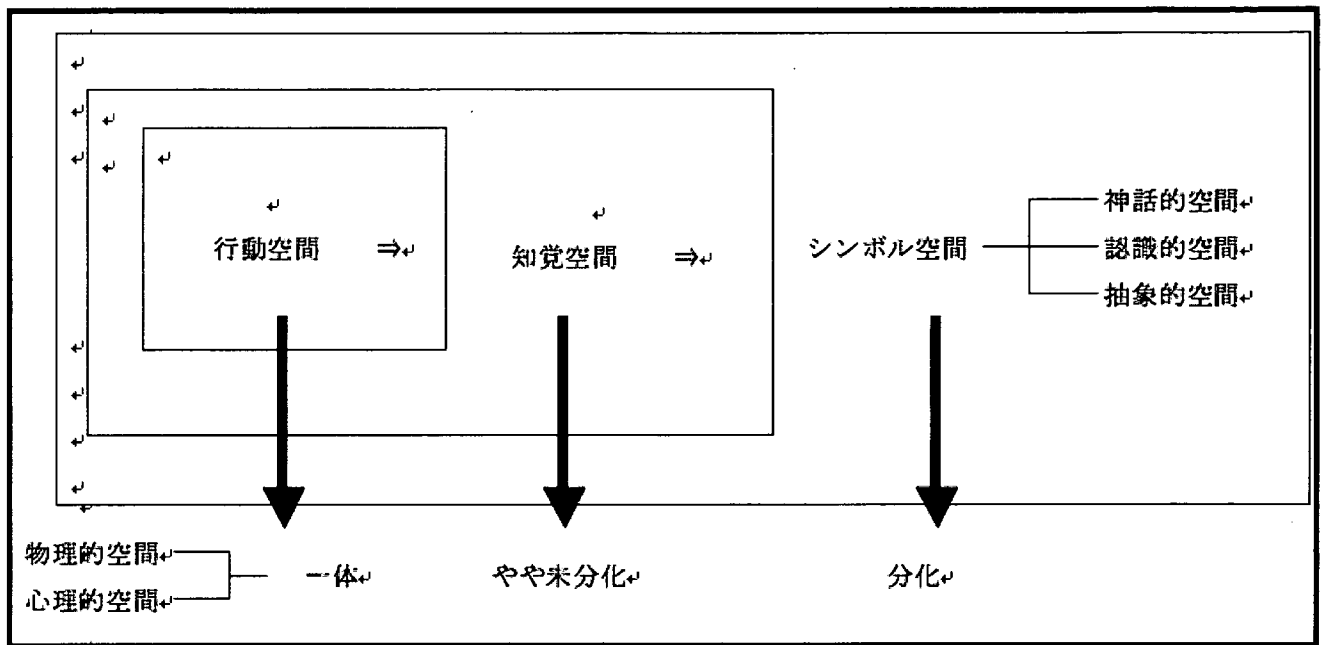 行動空間 ⇒
知覚空間 ⇒
シンボル空間
神話的空間
認識的空間
抽象的空間
物理的空間
心理的空間
一体
やや未分化
分化